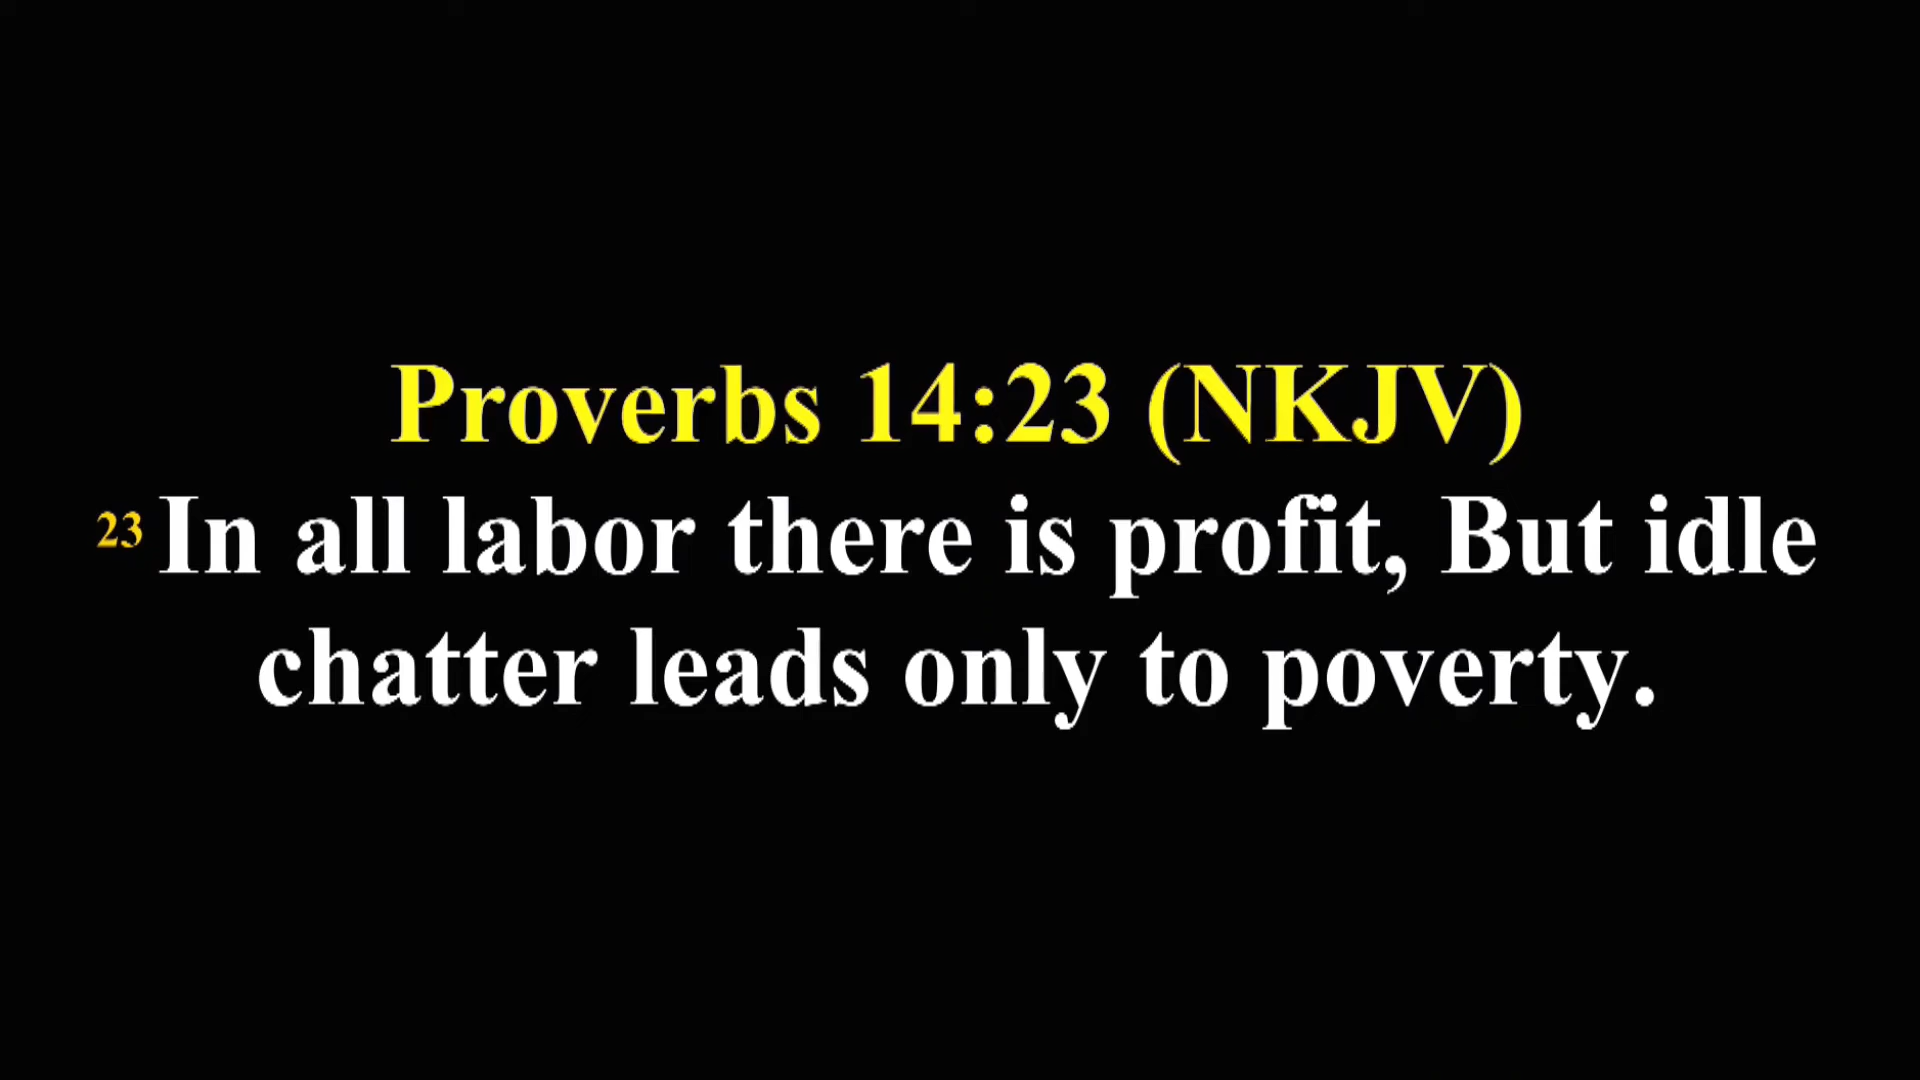 Proverbs 14:23 (NKJV)
23 In all labor there is profit, But idle
chatter leads only to poverty.